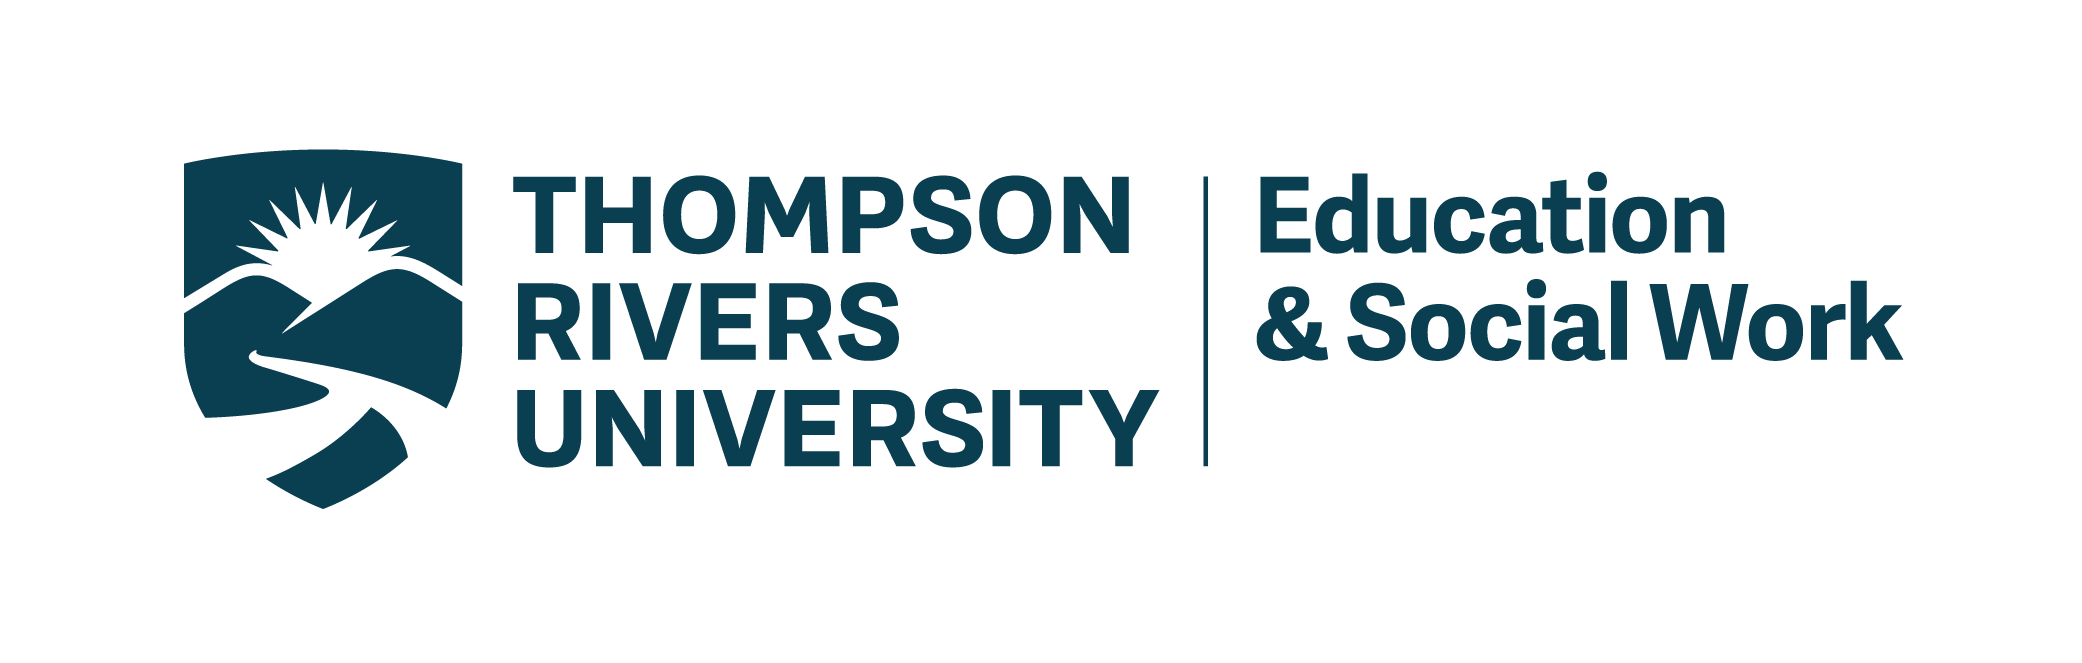 THOMPSON
RIVERS
UNIVERSITY
Education
& Social Work